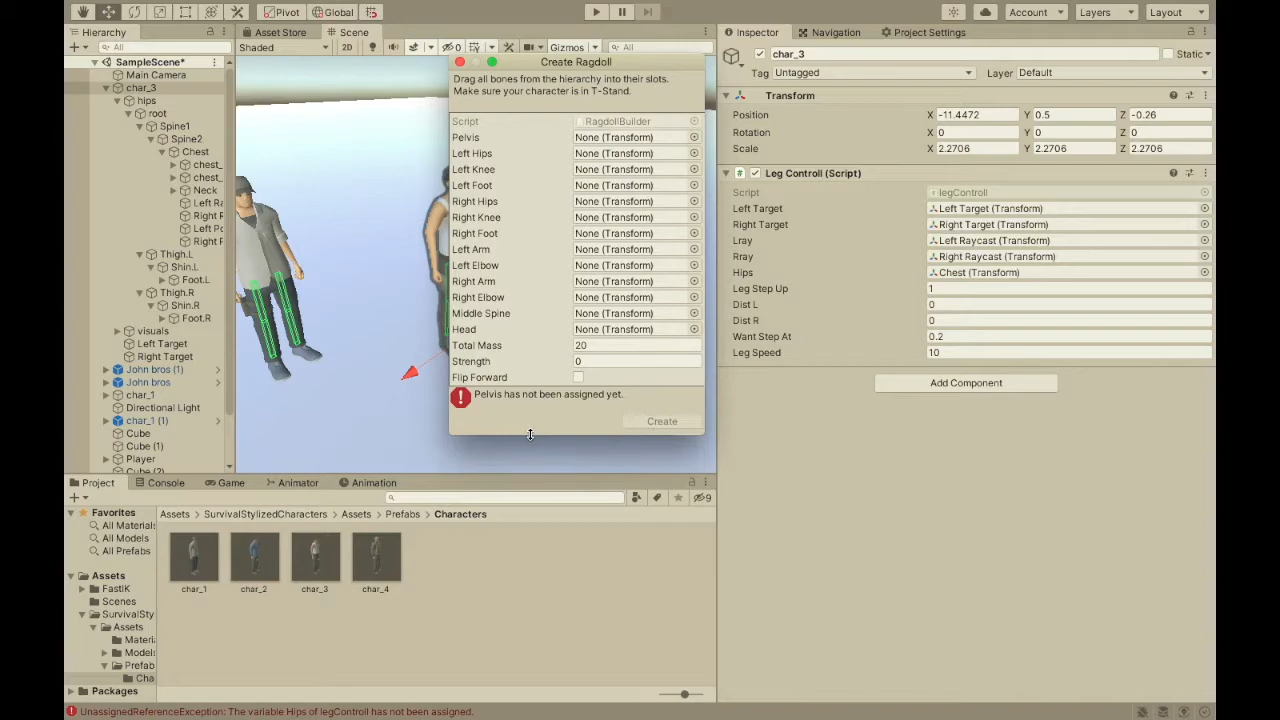 Pivot
Global
Account
Layers
Layout
Hierarchy
Asset Store
Scene
Inspector
Navigation
Project Settings
All
Shaded
2D
0
Gizmos
All
SampleScene*
Main Camera
char_3
hips
root
Spine1
Spine2
Chest
chest_
chest_
Neck
Left Ra
Right R
Left Po
Right P
Thigh.L
Shin.L
Foot.L
Thigh.R
Shin.R
Foot.R
visuals
Left Target
Right Target
John bros (1)
John bros
char_1
Directional Light
char_1 (1)
Cube
Cube (1)
Player
Cube (2)
Create Ragdoll
Drag all bones from the hierarchy into their slots.
Make sure your character is in T-Stand.
Script RagdollBuilder
Pelvis None (Transform)
Left Hips None (Transform)
Left Knee None (Transform)
Left Foot None (Transform)
Right Hips None (Transform)
Right Knee None (Transform)
Right Foot None (Transform)
Left Arm None (Transform)
Left Elbow None (Transform)
Right Arm None (Transform)
Right Elbow None (Transform)
Middle Spine None (Transform)
Head None (Transform)
Total Mass 20
Strength 0
Flip Forward
Pelvis has not been assigned yet.
Create
char_3
Static
Tag Untagged Layer Default
Transform
Position X -11.4472 Y 0.5 Z -0.26
Rotation X 0 Y 0 Z 0
Scale X 2.2706 Y 2.2706 Z 2.2706
Leg Controll (Script)
Script legControll
Left Target Left Target (Transform)
Right Target Right Target (Transform)
Lray Left Raycast (Transform)
Rray Right Raycast (Transform)
Hips Chest (Transform)
Leg Step Up 1
Dist L 0
Dist R 0
Want Step At 0.2
Leg Speed 10
Add Component
Project
Console
Game
Animator
Animation
9
Favorites
All Materials
All Models
All Prefabs
Assets
FastIK
Scenes
SurvivalSty
Assets
Materi
Models
Prefab
Cha
Packages
Assets
SurvivalStylizedCharacters
Assets
Prefabs
Characters
char_1
char_2
char_3
char_4
UnassignedReferenceException: The variable Hips of legControll has not been assigned.